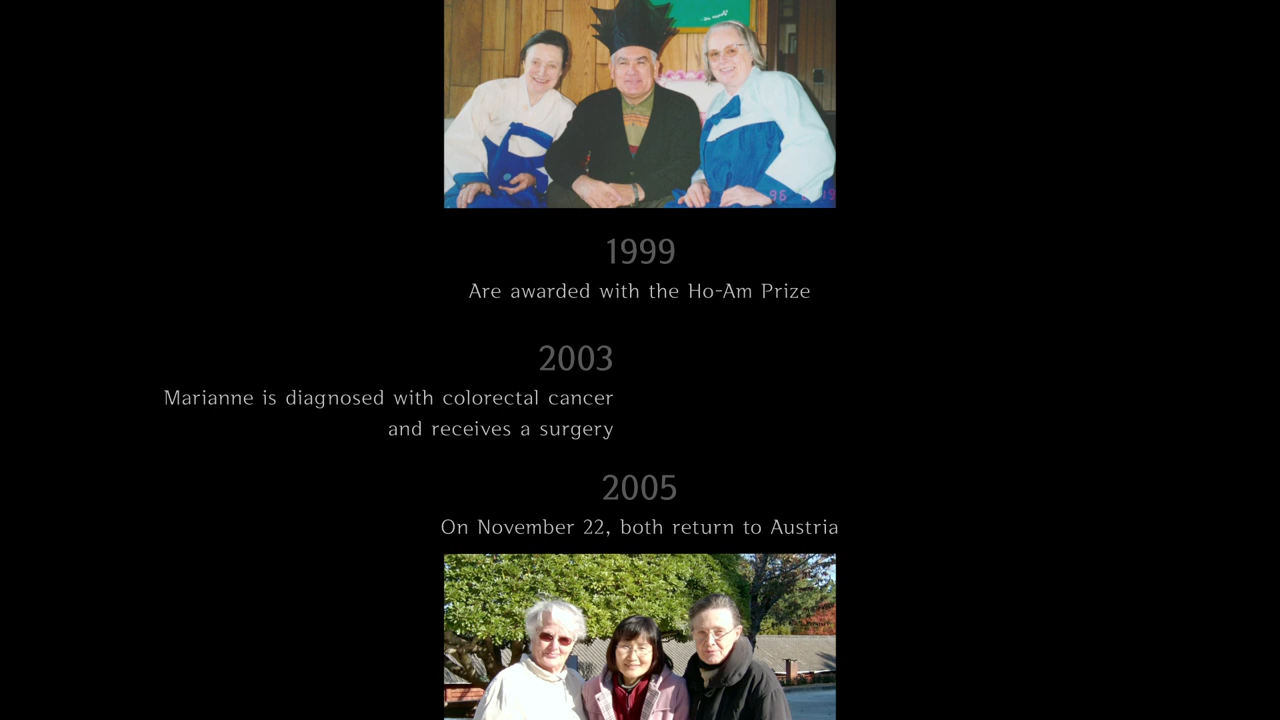 1999
Are awarded with the Ho-Am Prize
2003
Marianne is diagnosed with colorectal cancer
and receives a surgery
2005
On November 22, both return to Austria